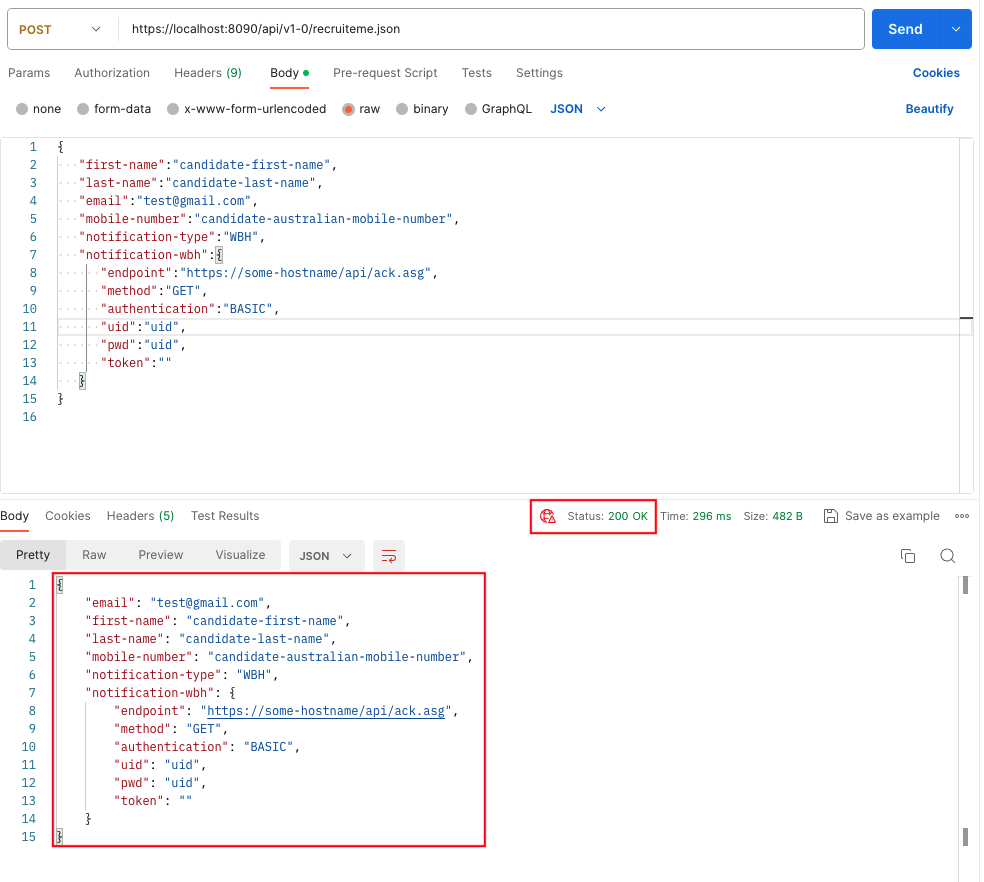 POST https://localhost:8090/api/v1-0/recruiteme.json Send
Params Authorization Headers (9) Body Pre-request Script Tests Settings Cookies
none form-data x-www-form-urlencoded raw binary GraphQL JSON Beautify
1 {
2 "first-name":"candidate-first-name",
3 "last-name":"candidate-last-name",
4 "email":"test@gmail.com",
5 "mobile-number":"candidate-australian-mobile-number",
6 "notification-type":"WBH",
7 "notification-wbh":{
8 "endpoint":"https://some-hostname/api/ack.asg",
9 "method":"GET",
10 "authentication":"BASIC",
11 "uid":"uid",
12 "pwd":"uid",
13 "token":""
14 }
15 }
16
Body Cookies Headers (5) Test Results Status: 200 OK Time: 296 ms Size: 482 B Save as example
Pretty Raw Preview Visualize JSON
1 {
2 "email": "test@gmail.com",
3 "first-name": "candidate-first-name",
4 "last-name": "candidate-last-name",
5 "mobile-number": "candidate-australian-mobile-number",
6 "notification-type": "WBH",
7 "notification-wbh": {
8 "endpoint": "https://some-hostname/api/ack.asg",
9 "method": "GET",
10 "authentication": "BASIC",
11 "uid": "uid",
12 "pwd": "uid",
13 "token": ""
14 }
15 }